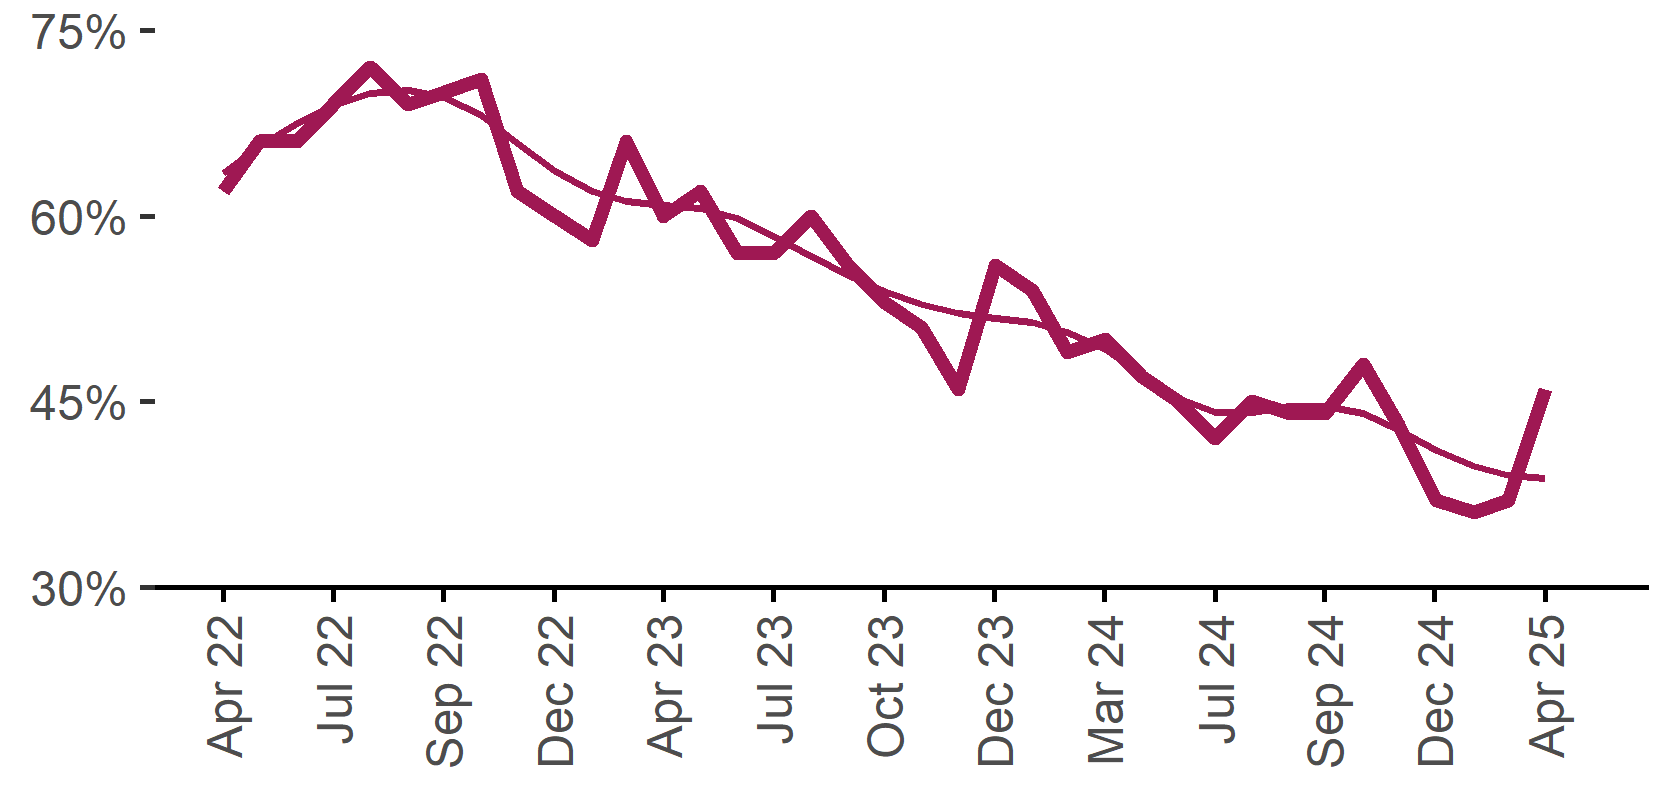 75%
60%
45%
30%
Apr 22
Jul 22
Sep 22
Dec 22
Apr 23
Jul 23
Oct 23
Dec 23
Mar 24
Jul 24
Sep 24
Dec 24
Apr 25